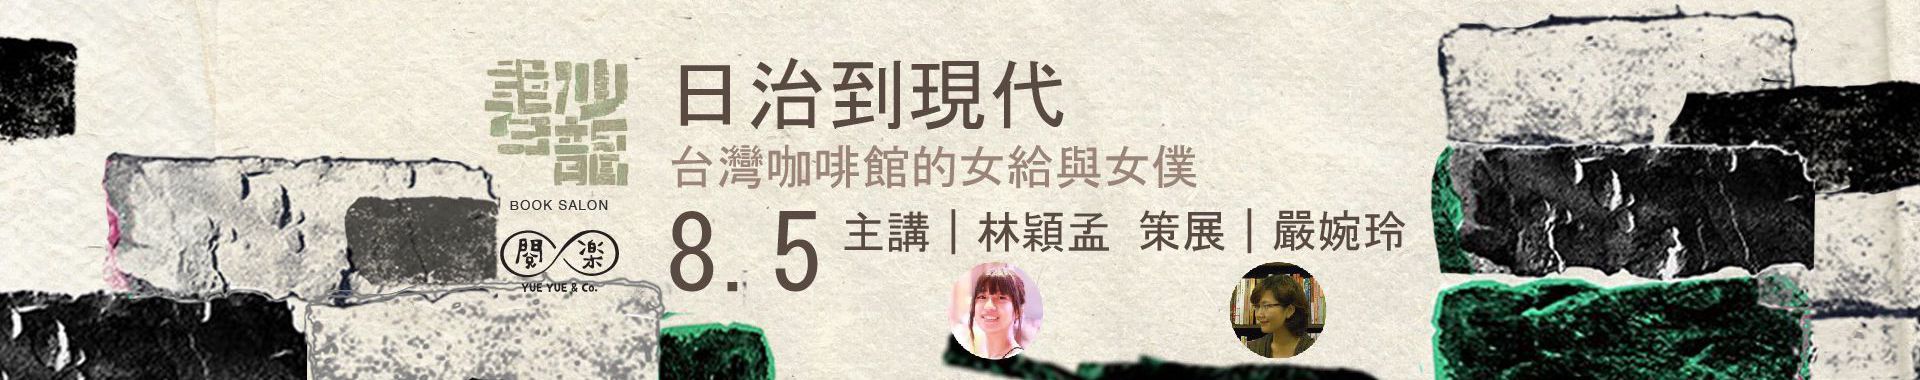 書沙龍
BOOK SALON
閱楽
YUE YUE & Co.
日治到現代
台灣咖啡館的女給與女僕
8.5
主講｜林穎孟 策展｜嚴婉玲